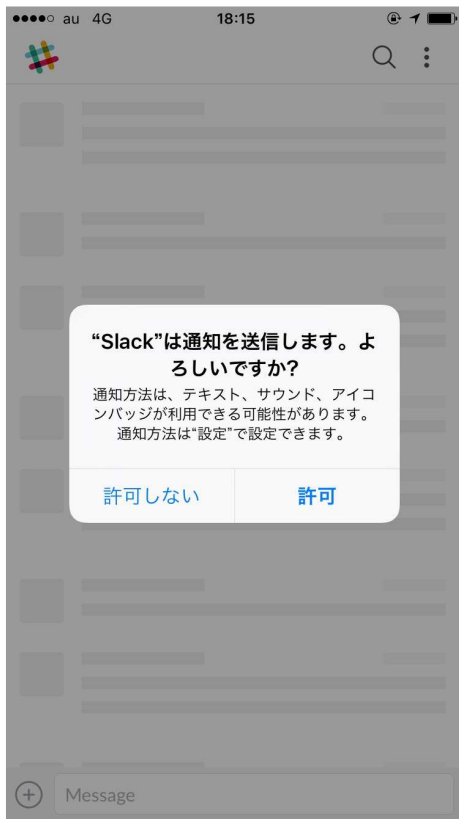 au 4G 18:15
“Slack”は通知を送信します。よ
ろしいですか?
通知方法は、テキスト、サウンド、アイコ
ンバッジが利用できる可能性があります。
通知方法は“設定”で設定できます。
許可しない 許可
Message